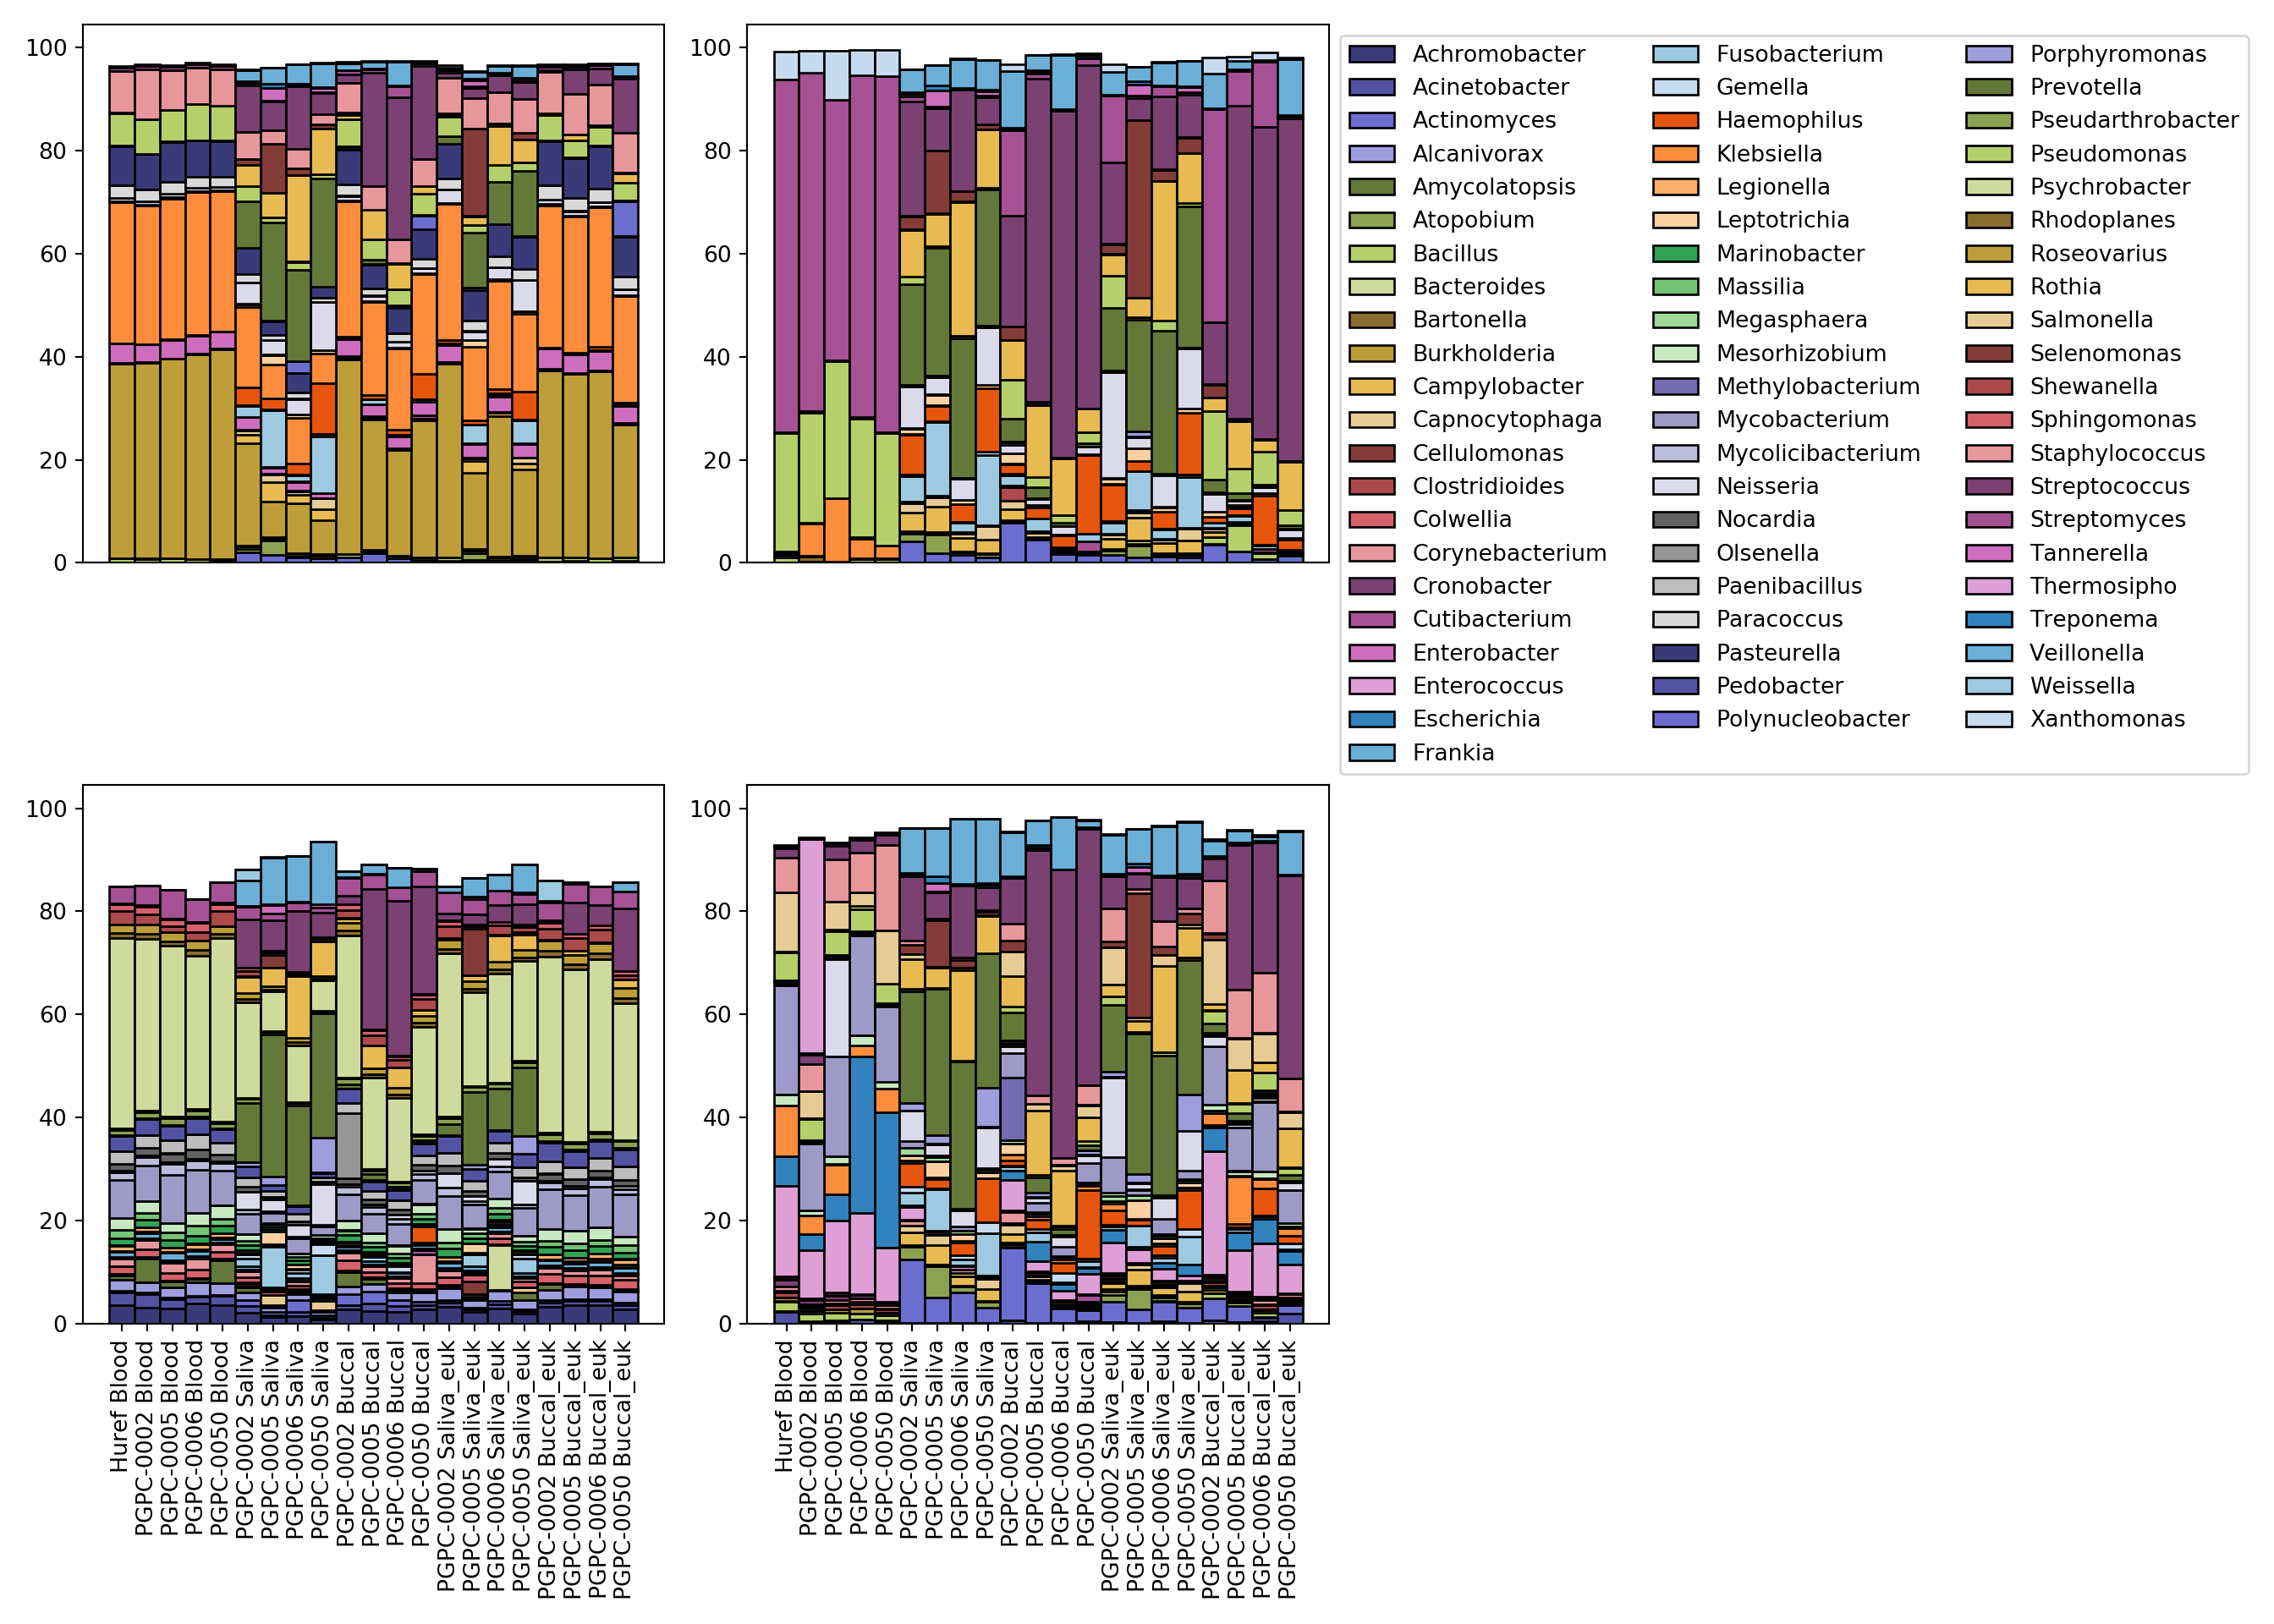 100
80
60
40
20
0
100
80
60
40
20
0
Achromobacter
Acinetobacter
Actinomyces
Alcanivorax
Amycolatopsis
Atopobium
Bacillus
Bacteroides
Bartonella
Burkholderia
Campylobacter
Capnocytophaga
Cellulomonas
Clostridioides
Colwellia
Corynebacterium
Cronobacter
Cutibacterium
Enterobacter
Enterococcus
Escherichia
Frankia
Fusobacterium
Gemella
Haemophilus
Klebsiella
Legionella
Leptotrichia
Marinobacter
Massilia
Megasphaera
Mesorhizobium
Methylobacterium
Mycobacterium
Mycolicibacterium
Neisseria
Nocardia
Olsenella
Paenibacillus
Paracoccus
Pasteurella
Pedobacter
Polynucleobacter
Porphyromonas
Prevotella
Pseudarthrobacter
Pseudomonas
Psychrobacter
Rhodoplanes
Roseovarius
Rothia
Salmonella
Selenomonas
Shewanella
Sphingomonas
Staphylococcus
Streptococcus
Streptomyces
Tannerella
Thermosipho
Treponema
Veillonella
Weissella
Xanthomonas
100
80
60
40
20
0
Huref Blood
PGPC-0002 Blood
PGPC-0005 Blood
PGPC-0006 Blood
PGPC-0050 Blood
PGPC-0002 Saliva
PGPC-0005 Saliva
PGPC-0006 Saliva
PGPC-0050 Saliva
PGPC-0002 Buccal
PGPC-0005 Buccal
PGPC-0006 Buccal
PGPC-0050 Buccal
PGPC-0002 Saliva_euk
PGPC-0005 Saliva_euk
PGPC-0006 Saliva_euk
PGPC-0050 Saliva_euk
PGPC-0002 Buccal_euk
PGPC-0005 Buccal_euk
PGPC-0006 Buccal_euk
PGPC-0050 Buccal_euk
100
80
60
40
20
0
Huref Blood
PGPC-0002 Blood
PGPC-0005 Blood
PGPC-0006 Blood
PGPC-0050 Blood
PGPC-0002 Saliva
PGPC-0005 Saliva
PGPC-0006 Saliva
PGPC-0050 Saliva
PGPC-0002 Buccal
PGPC-0005 Buccal
PGPC-0006 Buccal
PGPC-0050 Buccal
PGPC-0002 Saliva_euk
PGPC-0005 Saliva_euk
PGPC-0006 Saliva_euk
PGPC-0050 Saliva_euk
PGPC-0002 Buccal_euk
PGPC-0005 Buccal_euk
PGPC-0006 Buccal_euk
PGPC-0050 Buccal_euk